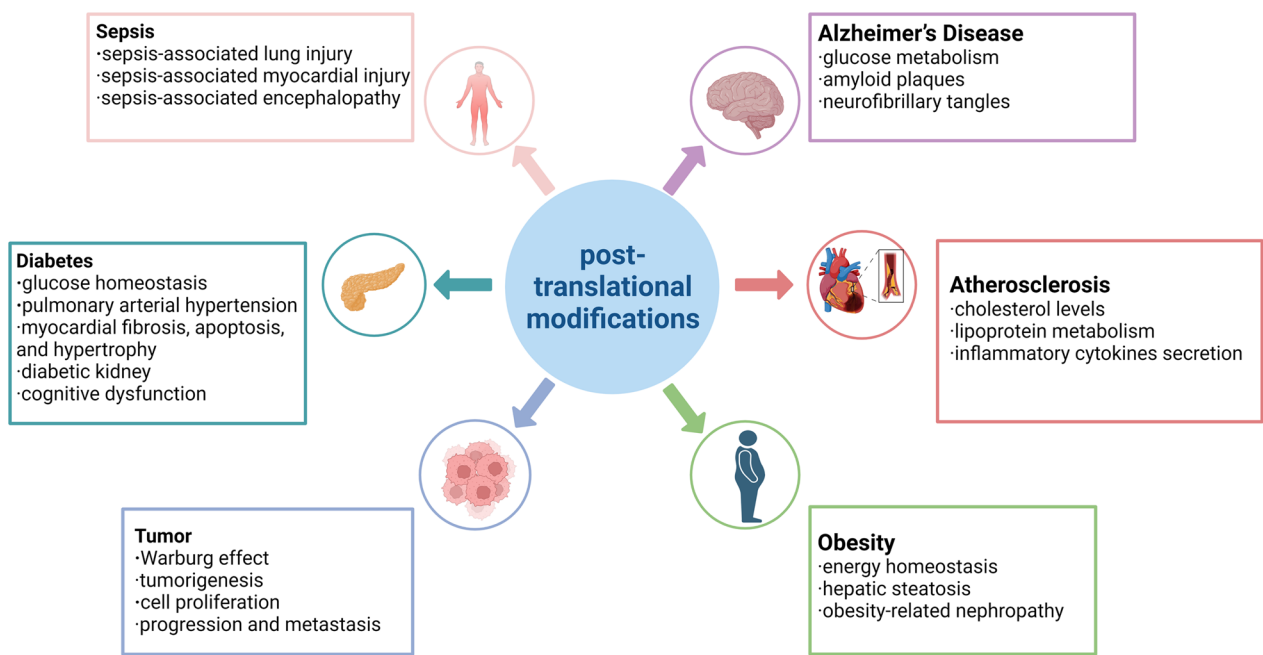 Sepsis
·sepsis-associated lung injury
·sepsis-associated myocardial injury
·sepsis-associated encephalopathy
Alzheimer’s Disease
·glucose metabolism
·amyloid plaques
·neurofibrillary tangles
post-
translational
modifications
Diabetes
·glucose homeostasis
·pulmonary arterial hypertension
·myocardial fibrosis, apoptosis,
and hypertrophy
·diabetic kidney
·cognitive dysfunction
Atherosclerosis
·cholesterol levels
·lipoprotein metabolism
·inflammatory cytokines secretion
Tumor
·Warburg effect
·tumorigenesis
·cell proliferation
·progression and metastasis
Obesity
·energy homeostasis
·hepatic steatosis
·obesity-related nephropathy